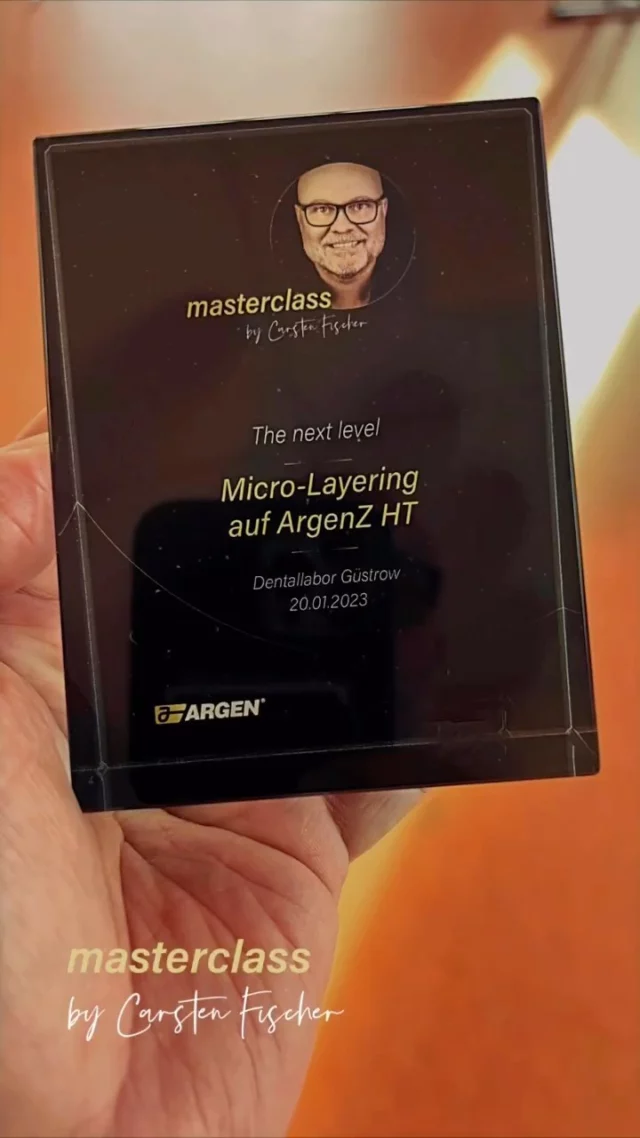 masterclass
by Carsten Fischer
The next level
Micro-Layering
auf ArgenZ HT
Dentallabor Güstrow
20.01.2023
a ARGEN®
masterclass
by Carsten Fischer